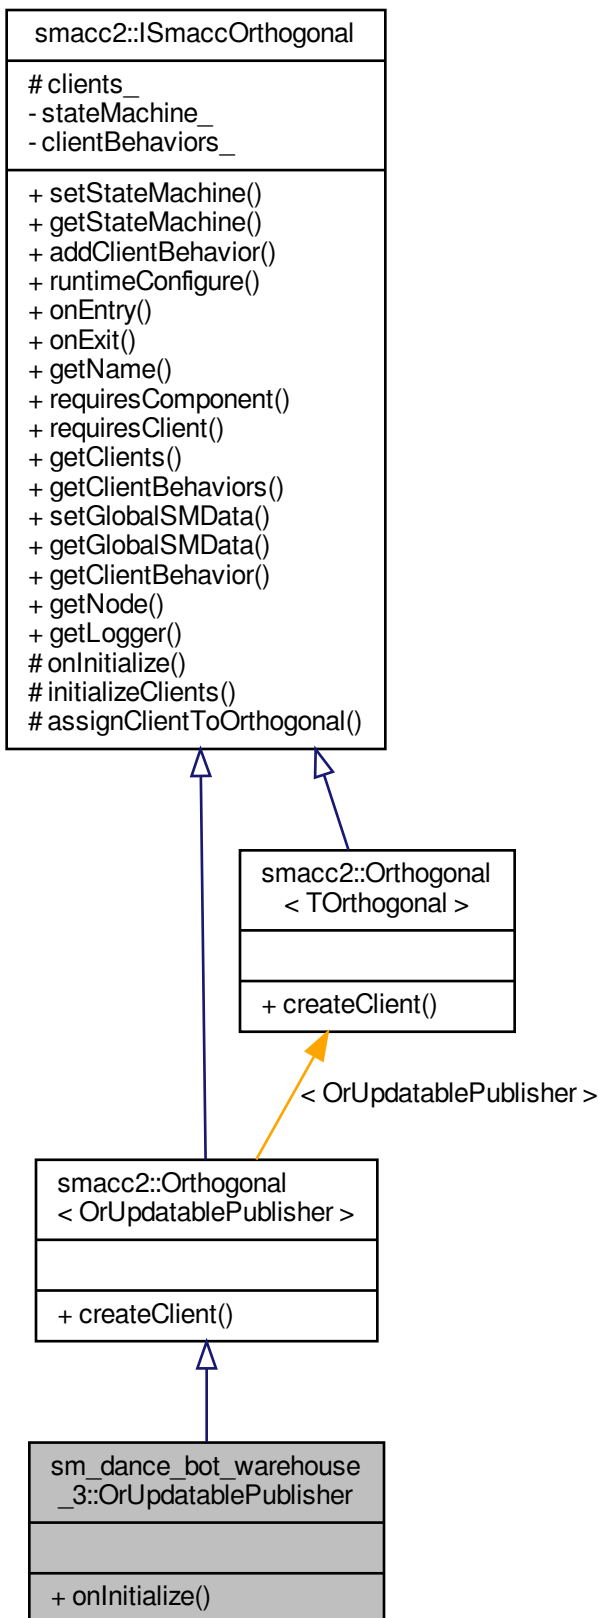 smacc2::ISmaccOrthogonal
# clients_
- stateMachine_
- clientBehaviors_
+ setStateMachine()
+ getStateMachine()
+ addClientBehavior()
+ runtimeConfigure()
+ onEntry()
+ onExit()
+ getName()
+ requiresComponent()
+ requiresClient()
+ getClients()
+ getClientBehaviors()
+ setGlobalSMData()
+ getGlobalSMData()
+ getClientBehavior()
+ getNode()
+ getLogger()
# onInitialize()
# initializeClients()
# assignClientToOrthogonal()
smacc2::Orthogonal
< TOrthogonal >
+ createClient()
< OrUpdatablePublisher >
smacc2::Orthogonal
< OrUpdatablePublisher >
+ createClient()
sm_dance_bot_warehouse
_3::OrUpdatablePublisher
+ onInitialize()